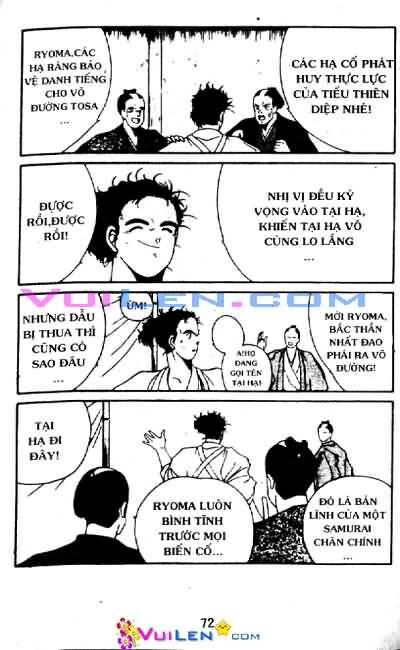 RYOMA,CÁC
HẠ RÀNG BẢO
VỆ DANH TIẾNG
CHO VÕ
ĐƯỜNG TOSA
...
CÁC HẠ CỐ PHÁT
HUY THỰC LỰC
CỦA TIỂU THIÊN
DIỆP NHÉ!
ĐƯỢC
RỒI,ĐƯỢC
RỒI!
NHỊ VỊ ĐỀU KỲ
VỌNG VÀO TẠI HẠ,
KHIẾN TẠI HẠ VÔ
CÙNG LO LẮNG
...
VUILEN.COM
NHƯNG DẪU
BỊ THUA THÌ
CŨNG CÓ
SAO ĐÂU
...
ỪM!
A!HỌ
ĐANG
GỌI TÊN
TẠI HẠ!
MỜI RYOMA,
BẮC THẦN
NHẤT ĐAO
PHÁI RA VÕ
ĐƯỜNG!
TẠI
HẠ ĐI
ĐÂY!
RYOMA LUÔN
BÌNH TĨNH
TRƯỚC MỌI
BIẾN CỐ...
ĐÓ LÀ BẢN
LĨNH CỦA MỘT
SAMURAI
CHÂN CHÍNH
...
72
VUILEN
.COM